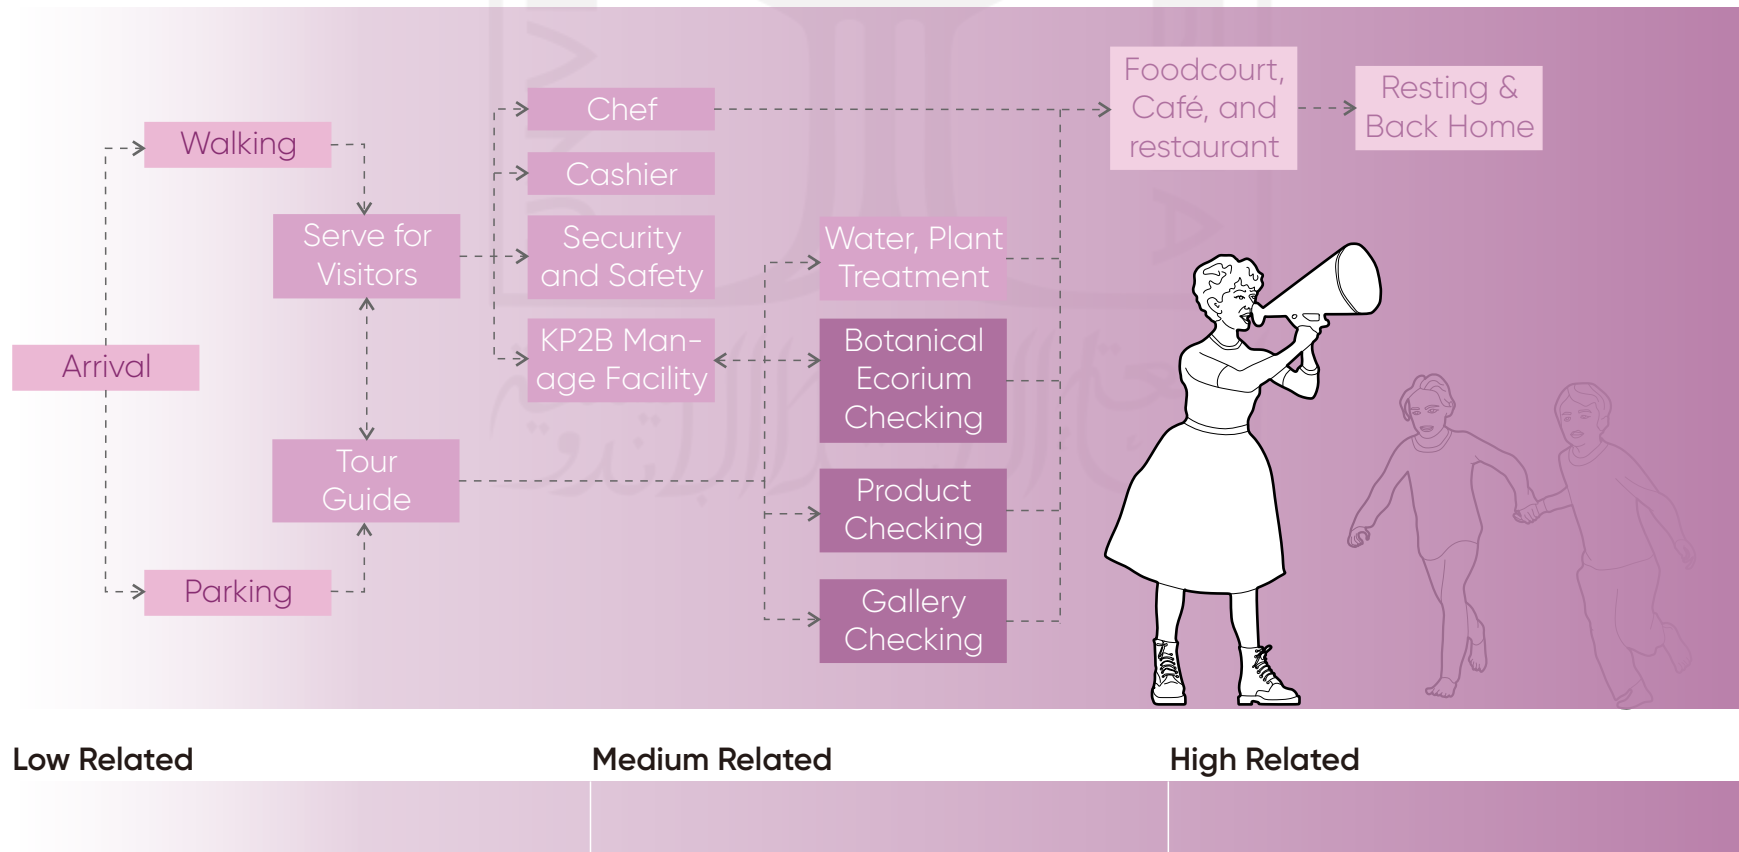 Foodcourt,
Café, and
restaurant
Resting &
Back Home
Chef
Walking
Cashier
Serve for
Visitors
Security
and Safety
Water, Plant
Treatment
KP2B Man-
age Facility
Botanical
Ecorium
Checking
Arrival
Tour
Guide
Product
Checking
Parking
Gallery
Checking
Low Related
Medium Related
High Related